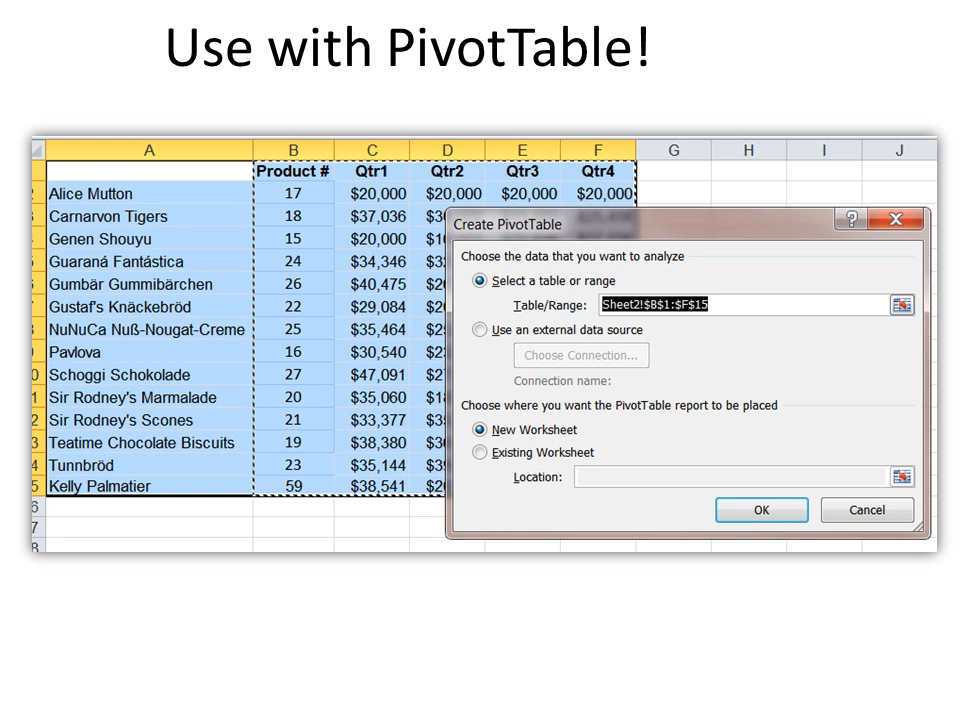 Use with PivotTable!
A B C D E F G H I J
Product # Qtr1 Qtr2 Qtr3 Qtr4
Alice Mutton 17 $20,000 $20,000 $20,000 $20,000
Carnarvon Tigers 18 $37,036
Genen Shouyu 15 $20,000
Guaraná Fantástica 24 $34,346
Gumbär Gummibärchen 26 $40,475
Gustaf's Knäckebröd 22 $29,084
NuNuCa Nuß-Nougat-Creme 25 $35,464
Pavlova 16 $30,540
Schoggi Schokolade 27 $47,091
Sir Rodney's Marmalade 20 $35,060
Sir Rodney's Scones 21 $33,377
Teatime Chocolate Biscuits 19 $38,380
Tunnbröd 23 $35,144
Kelly Palmatier 59 $38,541
6
7
8
Create PivotTable
?
Choose the data that you want to analyze
Select a table or range
Table/Range: Sheet2!$B$1:$F$15
Use an external data source
Choose Connection...
Connection name:
Choose where you want the PivotTable report to be placed
New Worksheet
Existing Worksheet
Location:
OK Cancel